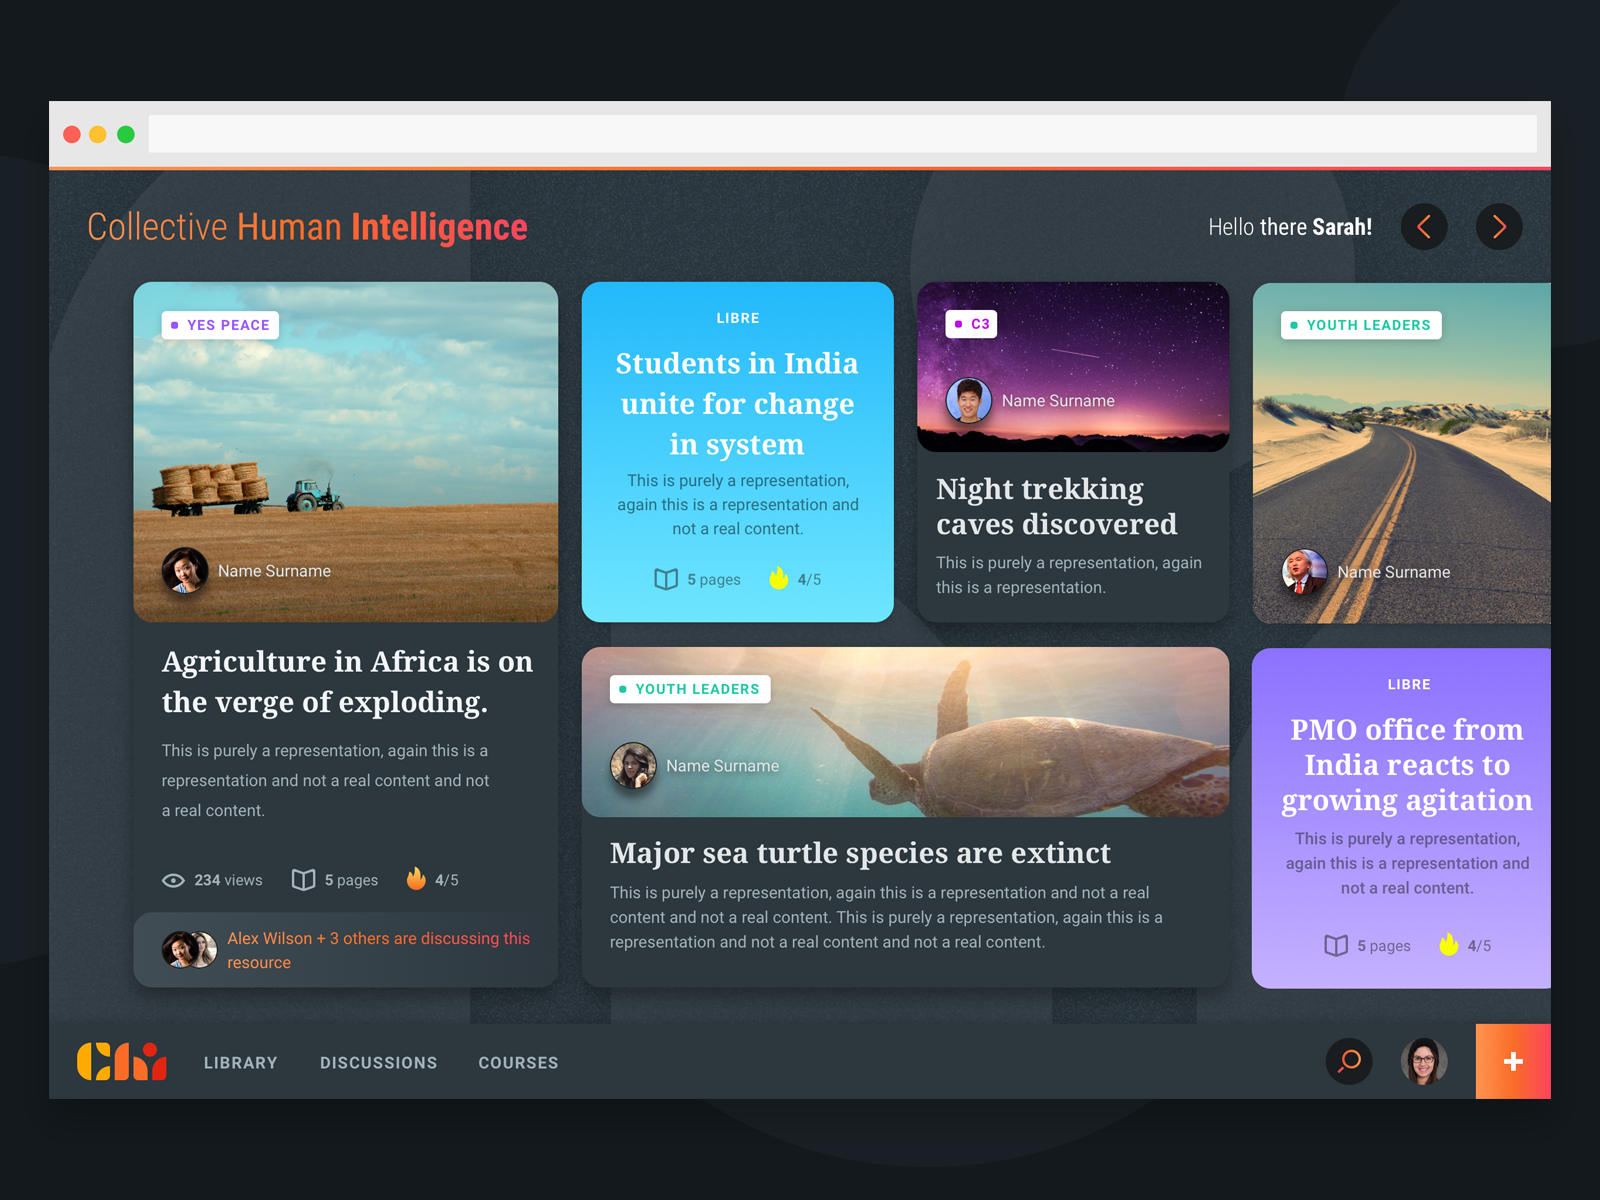 Collective Human Intelligence
Hello there Sarah!
YES PEACE
Name Surname
Agriculture in Africa is on
the verge of exploding.
This is purely a representation, again this is a
representation and not a real content and not
a real content.
234 views
5 pages
4/5
Alex Wilson + 3 others are discussing this
resource
LIBRE
Students in India
unite for change
in system
This is purely a representation,
again this is a representation and
not a real content.
5 pages
4/5
C3
Name Surname
Night trekking
caves discovered
This is purely a representation, again
this is a representation.
YOUTH LEADERS
Name Surname
YOUTH LEADERS
Name Surname
Major sea turtle species are extinct
This is purely a representation, again this is a representation and not a real
content and not a real content. This is purely a representation, again this is a
representation and not a real content and not a real content.
LIBRE
PMO office from
India reacts to
growing agitation
This is purely a representation,
again this is a representation and
not a real content.
5 pages
4/5
LIBRARY
DISCUSSIONS
COURSES